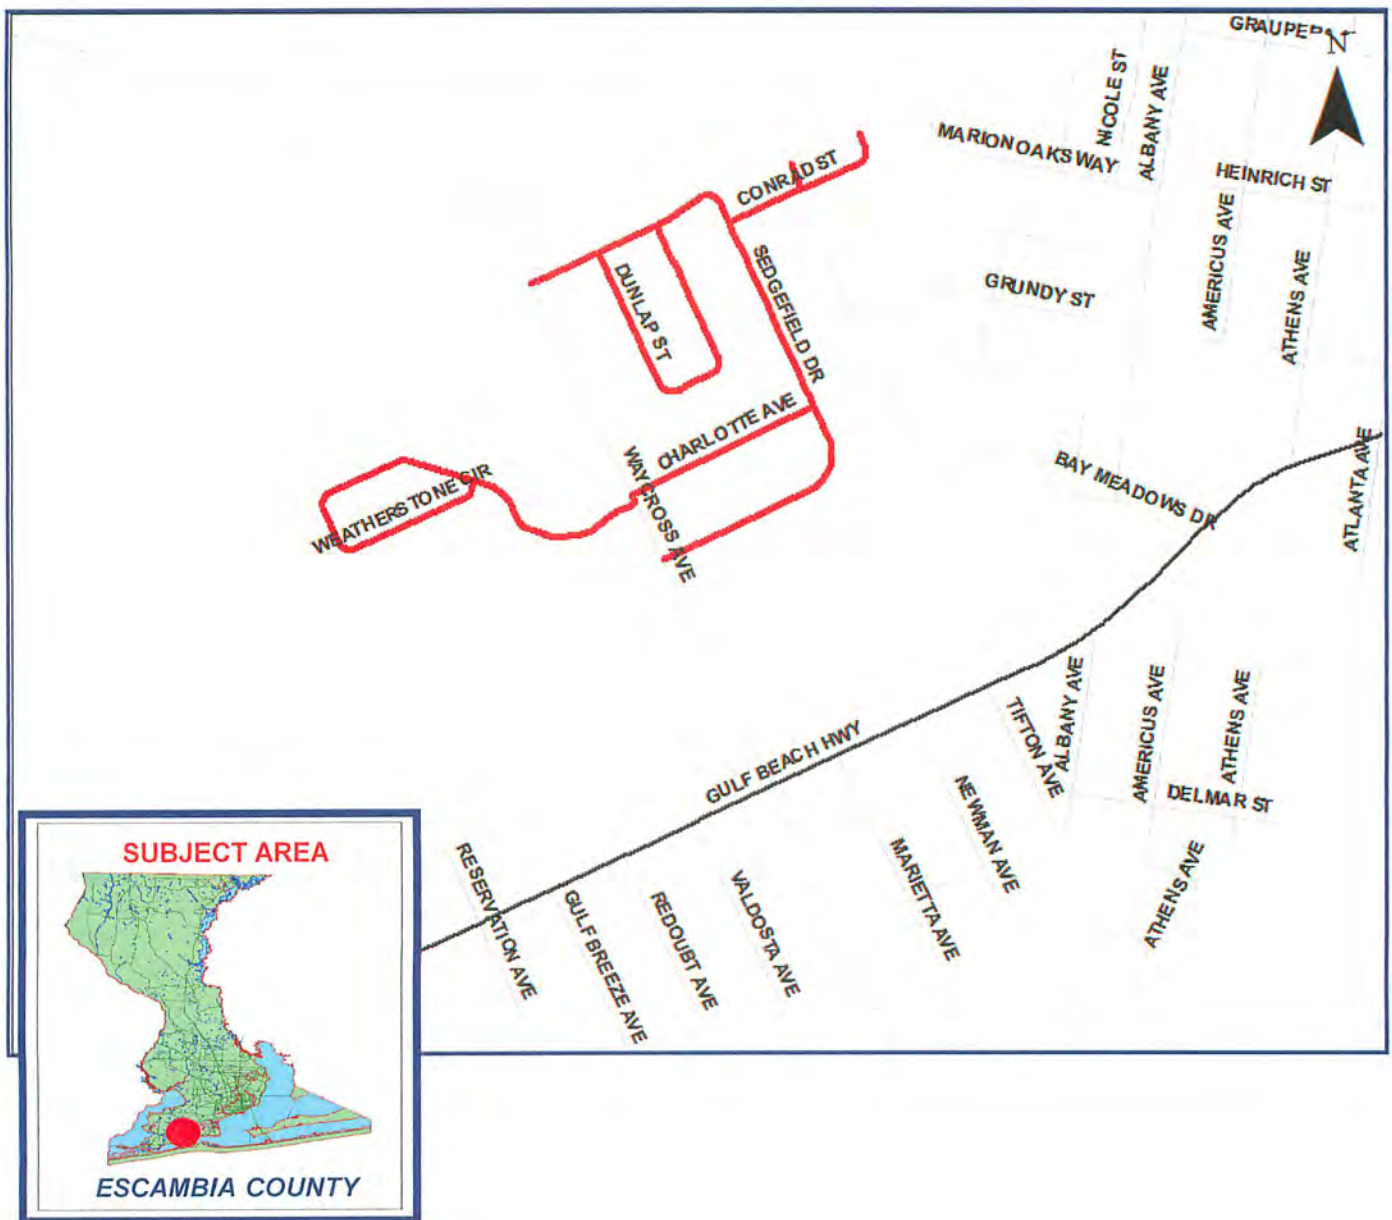 GRAUPE
N
NICOLE ST
ALBANY AVE
MARION OAKS WAY
HEINRICH ST
CONRAD ST
AMERICUS AVE
SEDGEFIELD DR
DUNLAP ST
GRUNDY ST
ATHENS AVE
CHARLOTTE AVE
WAYCROSS AVE
WEATHERSTONE CIR
BAY MEADOWS DR
ATLANTA AVE
TIFTON AVE
ALBANY AVE
AMERICUS AVE
ATHENS AVE
GULF BEACH HWY
NEWMAN AVE
DELMAR ST
MARIETTA AVE
ATHENS AVE
RESERVATION AVE
GULF BREEZE AVE
REDOUBT AVE
VALDOSTA AVE
SUBJECT AREA
ESCAMBIA COUNTY